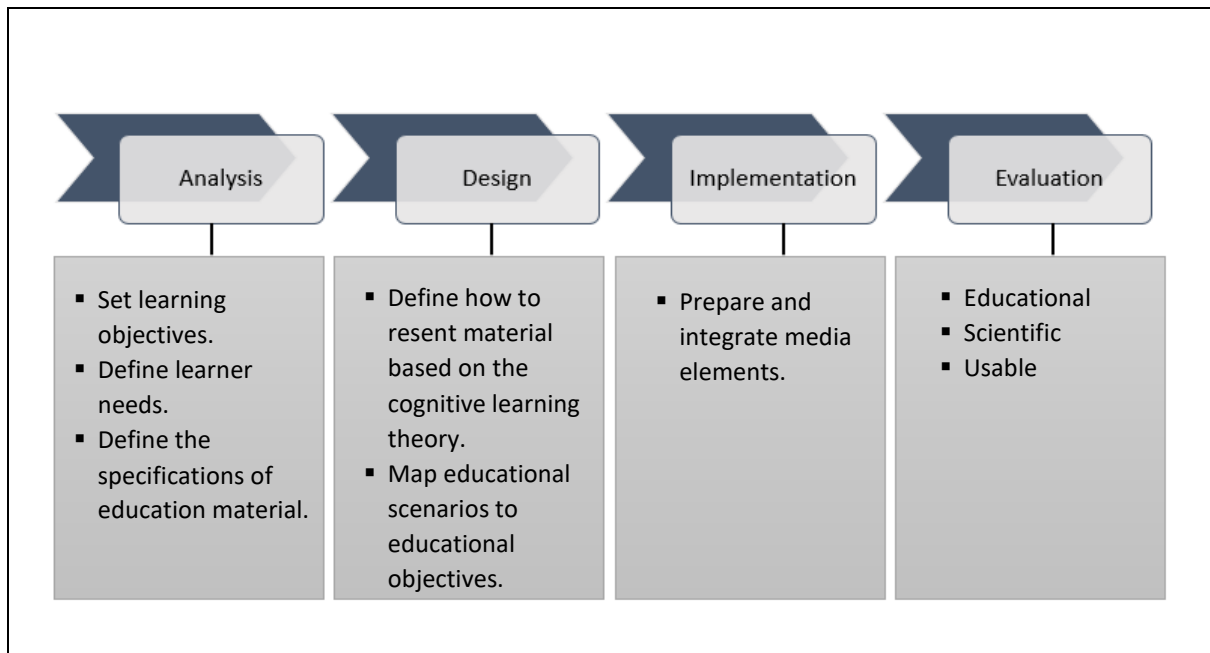 Analysis
Design
Implementation
Evaluation
▪ Set learning
objectives.
▪ Define learner
needs.
▪ Define the
specifications of
education material.
▪ Define how to
resent material
based on the
cognitive learning
theory.
▪ Map educational
scenarios to
educational
objectives.
▪ Prepare and
integrate media
elements.
▪ Educational
▪ Scientific
▪ Usable